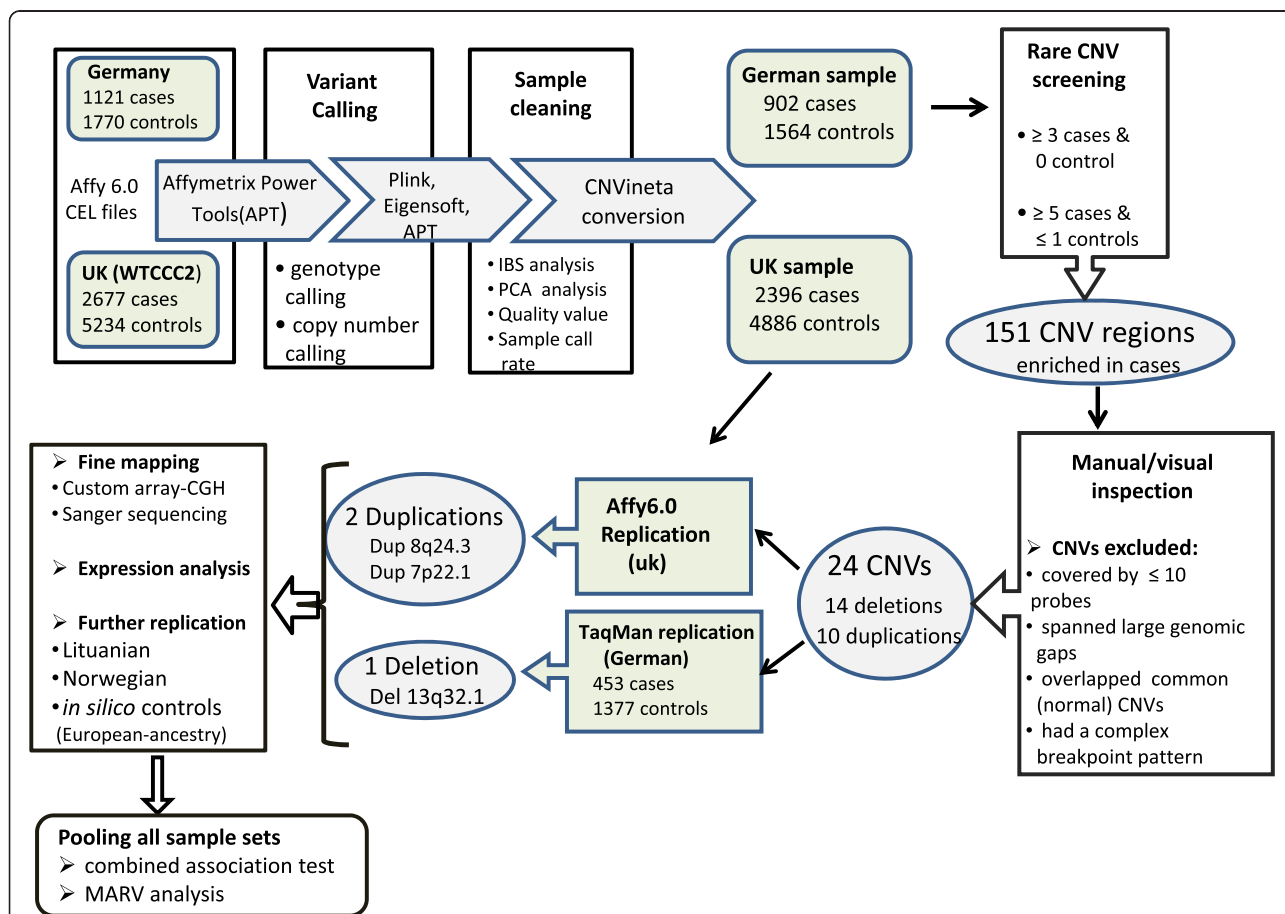 Germany
1121 cases
1770 controls
Affy 6.0
CEL files
UK (WTCCC2)
2677 cases
5234 controls
Affymetrix Power
Tools(APT)
Variant
Calling
Plink,
Eigensoft,
APT
• genotype
calling
• copy number
calling
Sample
cleaning
CNVineta
conversion
• IBS analysis
• PCA analysis
• Quality value
• Sample call
rate
German sample
902 cases
1564 controls
UK sample
2396 cases
4886 controls
Rare CNV
screening
• ≥ 3 cases &
0 control
• ≥ 5 cases &
≤ 1 controls
151 CNV regions
enriched in cases
Manual/visual
inspection
➢ CNVs excluded:
• covered by ≤ 10
probes
• spanned large genomic
gaps
• overlapped common
(normal) CNVs
• had a complex
breakpoint pattern
24 CNVs
14 deletions
10 duplications
Affy6.0
Replication
(uk)
TaqMan replication
(German)
453 cases
1377 controls
2 Duplications
Dup 8q24.3
Dup 7p22.1
1 Deletion
Del 13q32.1
➢ Fine mapping
• Custom array-CGH
• Sanger sequencing
➢ Expression analysis
➢ Further replication
• Lituanian
• Norwegian
• in silico controls
(European-ancestry)
Pooling all sample sets
➢ combined association test
➢ MARV analysis